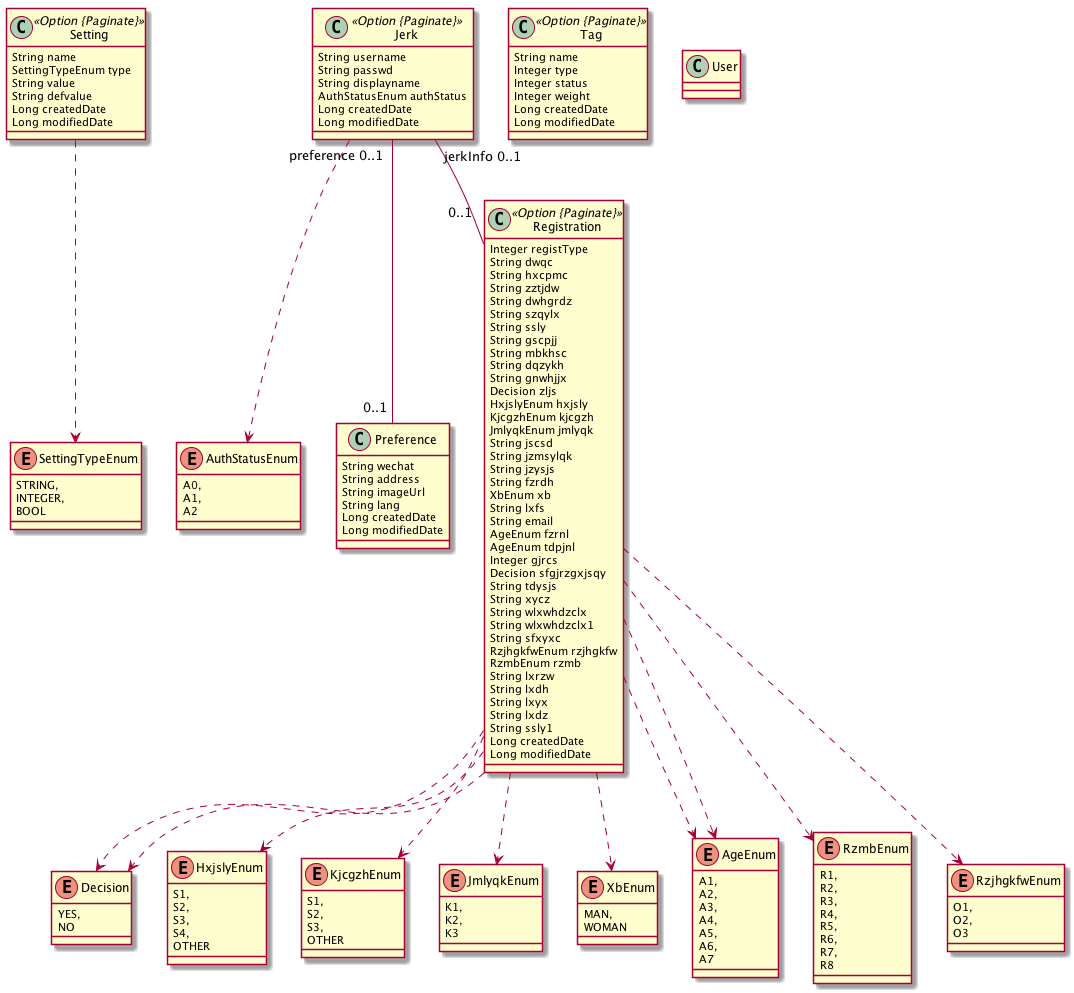 C «Option {Paginate}»
Setting
String name
SettingTypeEnum type
String value
String defvalue
Long createdDate
Long modifiedDate
C «Option {Paginate}»
Jerk
String username
String passwd
String displayname
AuthStatusEnum authStatus
Long createdDate
Long modifiedDate
C «Option {Paginate}»
Tag
String name
Integer type
Integer status
Integer weight
Long createdDate
Long modifiedDate
C User
preference 0..1
jerkInfo 0..1
0..1
0..1
C «Option {Paginate}»
Registration
Integer registType
String dwqc
String hxcpmc
String zztjdw
String dwhgrdz
String szqylx
String ssly
String gscpjj
String mbkhsc
String dqzykh
String gnwhjjx
Decision zljs
HxjslyEnum hxjsly
KjcgzhEnum kjcgzh
JmlyqkEnum jmlyqk
String jscsd
String jzmsylqk
String jzysjs
String fzrdh
XbEnum xb
String lxfs
String email
AgeEnum fzrnl
AgeEnum tdpjnl
Integer gjrcs
Decision sfgjrzgxjsqy
String tdysjs
String xycz
String wlxwhdzclx
String wlxwhdzclx1
String sfxyxc
RzjhgkfwEnum rzjhgkfw
RzmbEnum rzmb
String lxrzw
String lxdh
String lxyx
String lxdz
String ssly1
Long createdDate
Long modifiedDate
E SettingTypeEnum
STRING,
INTEGER,
BOOL
E AuthStatusEnum
A0,
A1,
A2
C Preference
String wechat
String address
String imageUrl
String lang
Long createdDate
Long modifiedDate
E Decision
YES,
NO
E HxjslyEnum
S1,
S2,
S3,
S4,
OTHER
E KjcgzhEnum
S1,
S2,
S3,
OTHER
E JmlyqkEnum
K1,
K2,
K3
E XbEnum
MAN,
WOMAN
E AgeEnum
A1,
A2,
A3,
A4,
A5,
A6,
A7
E RzmbEnum
R1,
R2,
R3,
R4,
R5,
R6,
R7,
R8
E RzjhgkfwEnum
O1,
O2,
O3